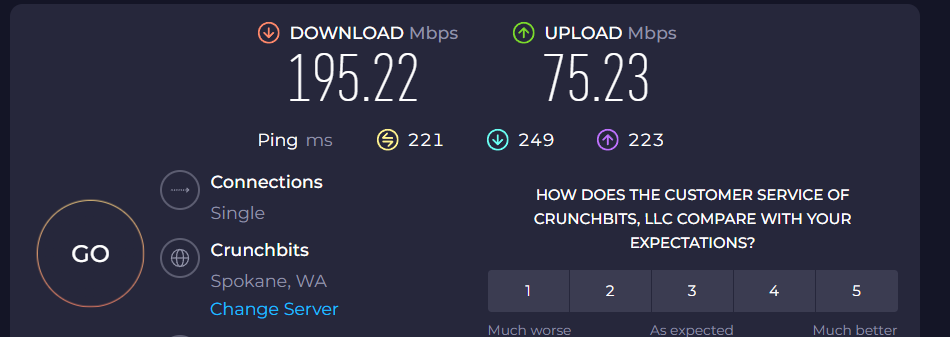 DOWNLOAD Mbps
195.22
UPLOAD Mbps
75.23
Ping ms 221 249 223
GO
Connections
Single
Crunchbits
Spokane, WA
Change Server
HOW DOES THE CUSTOMER SERVICE OF
CRUNCHBITS, LLC COMPARE WITH YOUR
EXPECTATIONS?
1 2 3 4 5
Much worse As expected Much better